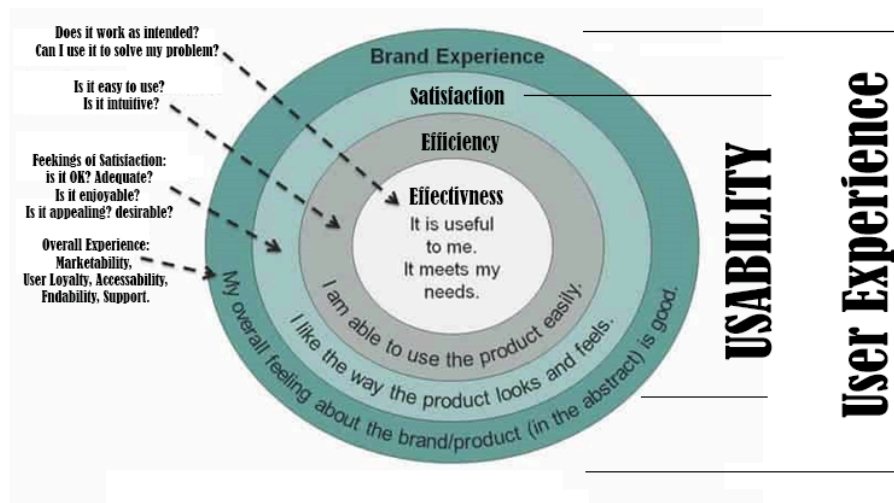 Does it work as intended?
Can I use it to solve my problem?
Is it easy to use?
Is it intuitive?
Feekings of Satisfaction:
is it OK? Adequate?
Is it enjoyable?
Is it appealing? desirable?
Overall Experience:
Marketability,
User Loyalty, Accessability,
Fndability, Support.
Brand Experience
Satisfaction
Efficiency
Effectivness
It is useful
to me.
It meets my
needs.
I am able to use the product easily.
I like the way the product looks and feels.
My overall feeling about the brand/product (in the abstract) is good.
USABILITY
User Experience